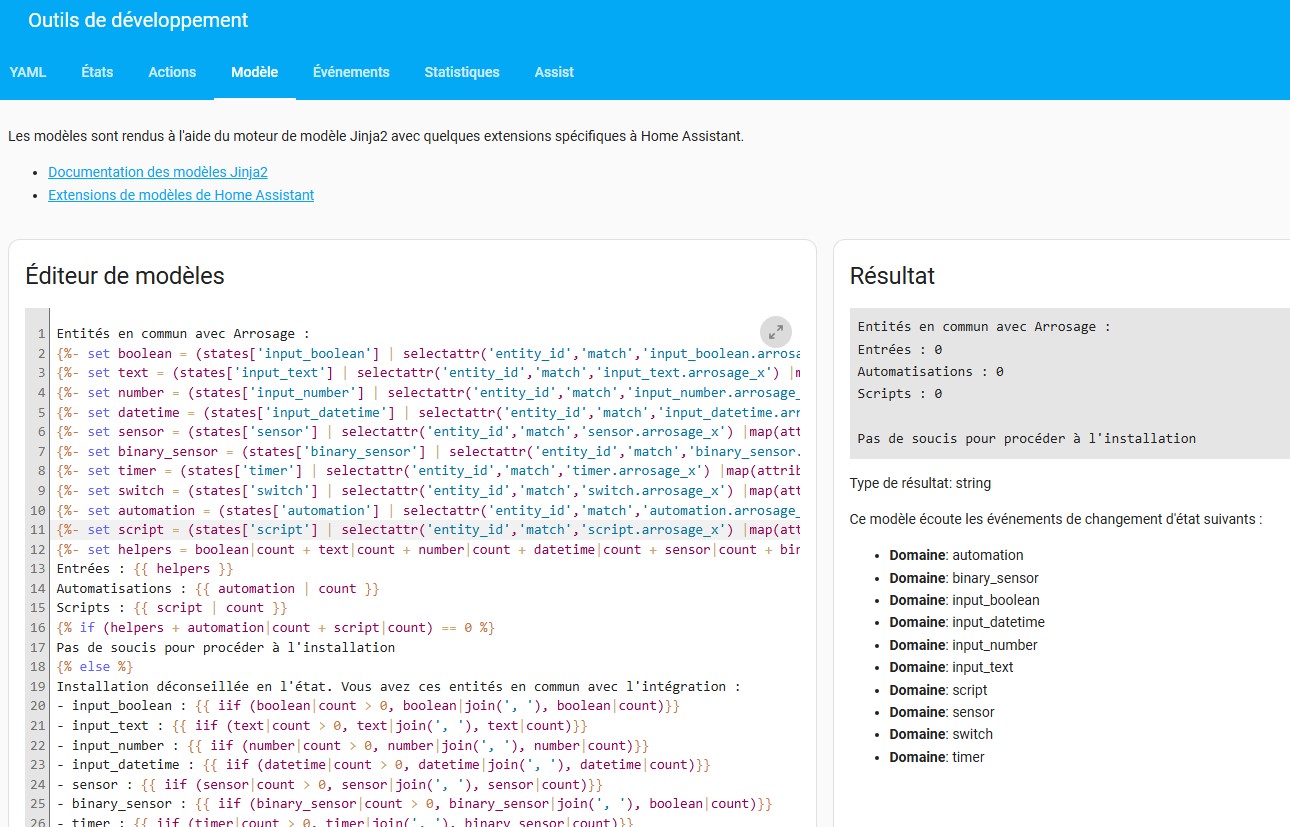 Outils de développement
YAML États Actions Modèle Événements Statistiques Assist
Les modèles sont rendus à l'aide du moteur de modèle Jinja2 avec quelques extensions spécifiques à Home Assistant.
• Documentation des modèles Jinja2
• Extensions de modèles de Home Assistant
Éditeur de modèles
1 Entités en commun avec Arrosage :
2 {%- set boolean = (states['input_boolean'] | selectattr('entity_id','match','input_boolean.arrosa
3 {%- set text = (states['input_text'] | selectattr('entity_id','match','input_text.arrosage_x') |m
4 {%- set number = (states['input_number'] | selectattr('entity_id','match','input_number.arrosage_
5 {%- set datetime = (states['input_datetime'] | selectattr('entity_id','match','input_datetime.arr
6 {%- set sensor = (states['sensor'] | selectattr('entity_id','match','sensor.arrosage_x') |map(att
7 {%- set binary_sensor = (states['binary_sensor'] | selectattr('entity_id','match','binary_sensor.
8 {%- set timer = (states['timer'] | selectattr('entity_id','match','timer.arrosage_x') |map(attrib
9 {%- set switch = (states['switch'] | selectattr('entity_id','match','switch.arrosage_x') |map(att
10 {%- set automation = (states['automation'] | selectattr('entity_id','match','automation.arrosage_
11 {%- set script = (states['script'] | selectattr('entity_id','match','script.arrosage_x') |map(att
12 {%- set helpers = boolean|count + text|count + number|count + datetime|count + sensor|count + bin
13 Entrées : {{ helpers }}
14 Automatisations : {{ automation | count }}
15 Scripts : {{ script | count }}
16 {% if (helpers + automation|count + script|count) == 0 %}
17 Pas de soucis pour procéder à l'installation
18 {% else %}
19 Installation déconseillée en l'état. Vous avez ces entités en commun avec l'intégration :
20 - input_boolean : {{ iif (boolean|count > 0, boolean|join(', '), boolean|count)}}
21 - input_text : {{ iif (text|count > 0, text|join(', '), text|count)}}
22 - input_number : {{ iif (number|count > 0, number|join(', '), number|count)}}
23 - input_datetime : {{ iif (datetime|count > 0, datetime|join(', '), datetime|count)}}
24 - sensor : {{ iif (sensor|count > 0, sensor|join(', '), sensor|count)}}
25 - binary_sensor : {{ iif (binary_sensor|count > 0, binary_sensor|join(', '), boolean|count)}}
26 - timer : {{ iif (timer|count > 0, timer|join(', '), binary_sensor|count)}}
Résultat
Entités en commun avec Arrosage :
Entrées : 0
Automatisations : 0
Scripts : 0
Pas de soucis pour procéder à l'installation
Type de résultat: string
Ce modèle écoute les événements de changement d'état suivants :
• Domaine: automation
• Domaine: binary_sensor
• Domaine: input_boolean
• Domaine: input_datetime
• Domaine: input_number
• Domaine: input_text
• Domaine: script
• Domaine: sensor
• Domaine: switch
• Domaine: timer